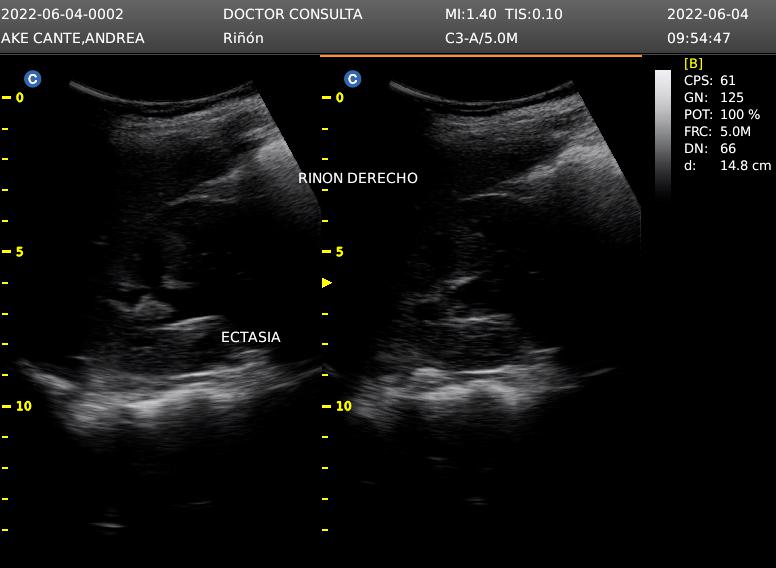 2022-06-04-0002 DOCTOR CONSULTA MI:1.40 TIS:0.10 2022-06-04
AKE CANTE,ANDREA Riñón C3-A/5.0M 09:54:47
C C [B]
0 0 CPS: 61
GN: 125
POT: 100 %
FRC: 5.0M
DN: 66
d: 14.8 cm
RINON DERECHO
5 5
ECTASIA
10 10